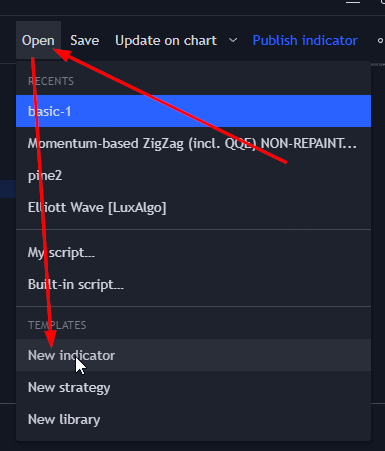 Open Save Update on chart Publish indicator
RECENTS
basic-1
Momentum-based ZigZag (incl. QQE) NON-REPAINT...
pine2
Elliott Wave [LuxAlgo]
My script...
Built-in script...
TEMPLATES
New indicator
New strategy
New library